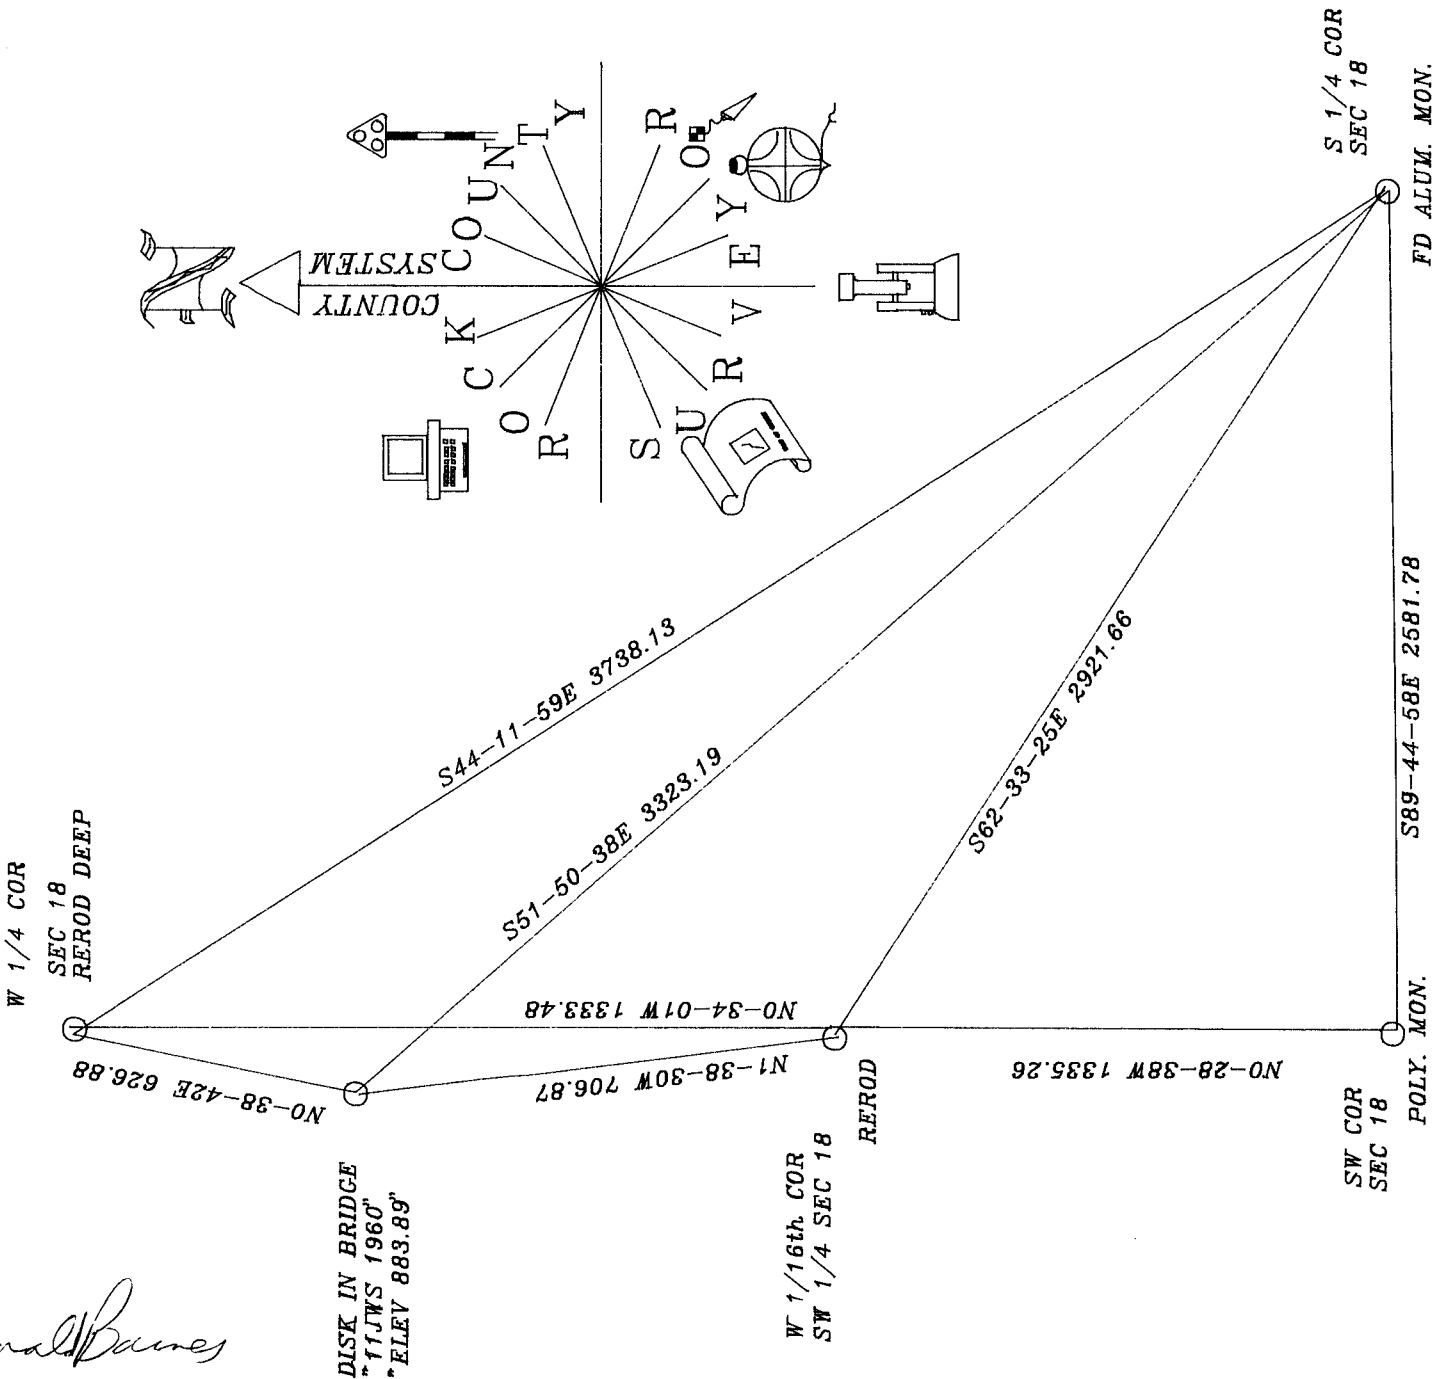 W 1/4 COR
SEC 18
REROD DEEP
S 1/4 COR
SEC 18
FD ALUM. MON.
ROCK COUNTY
SURVEYOR
COUNTY
SYSTEM
S44-11-59E 3738.13
S51-50-38E 3323.19
S62-33-25E 2921.66
S89-44-58E 2581.78
N0-38-42E 626.88
N0-34-01W 1333.48
N1-38-30W 706.87
N0-28-38W 1335.26
DISK IN BRIDGE
"11JWS 1960"
"ELEV 883.89"
W 1/16th COR
SW 1/4 SEC 18
REROD
SW COR
SEC 18
POLY. MON.
Barnes